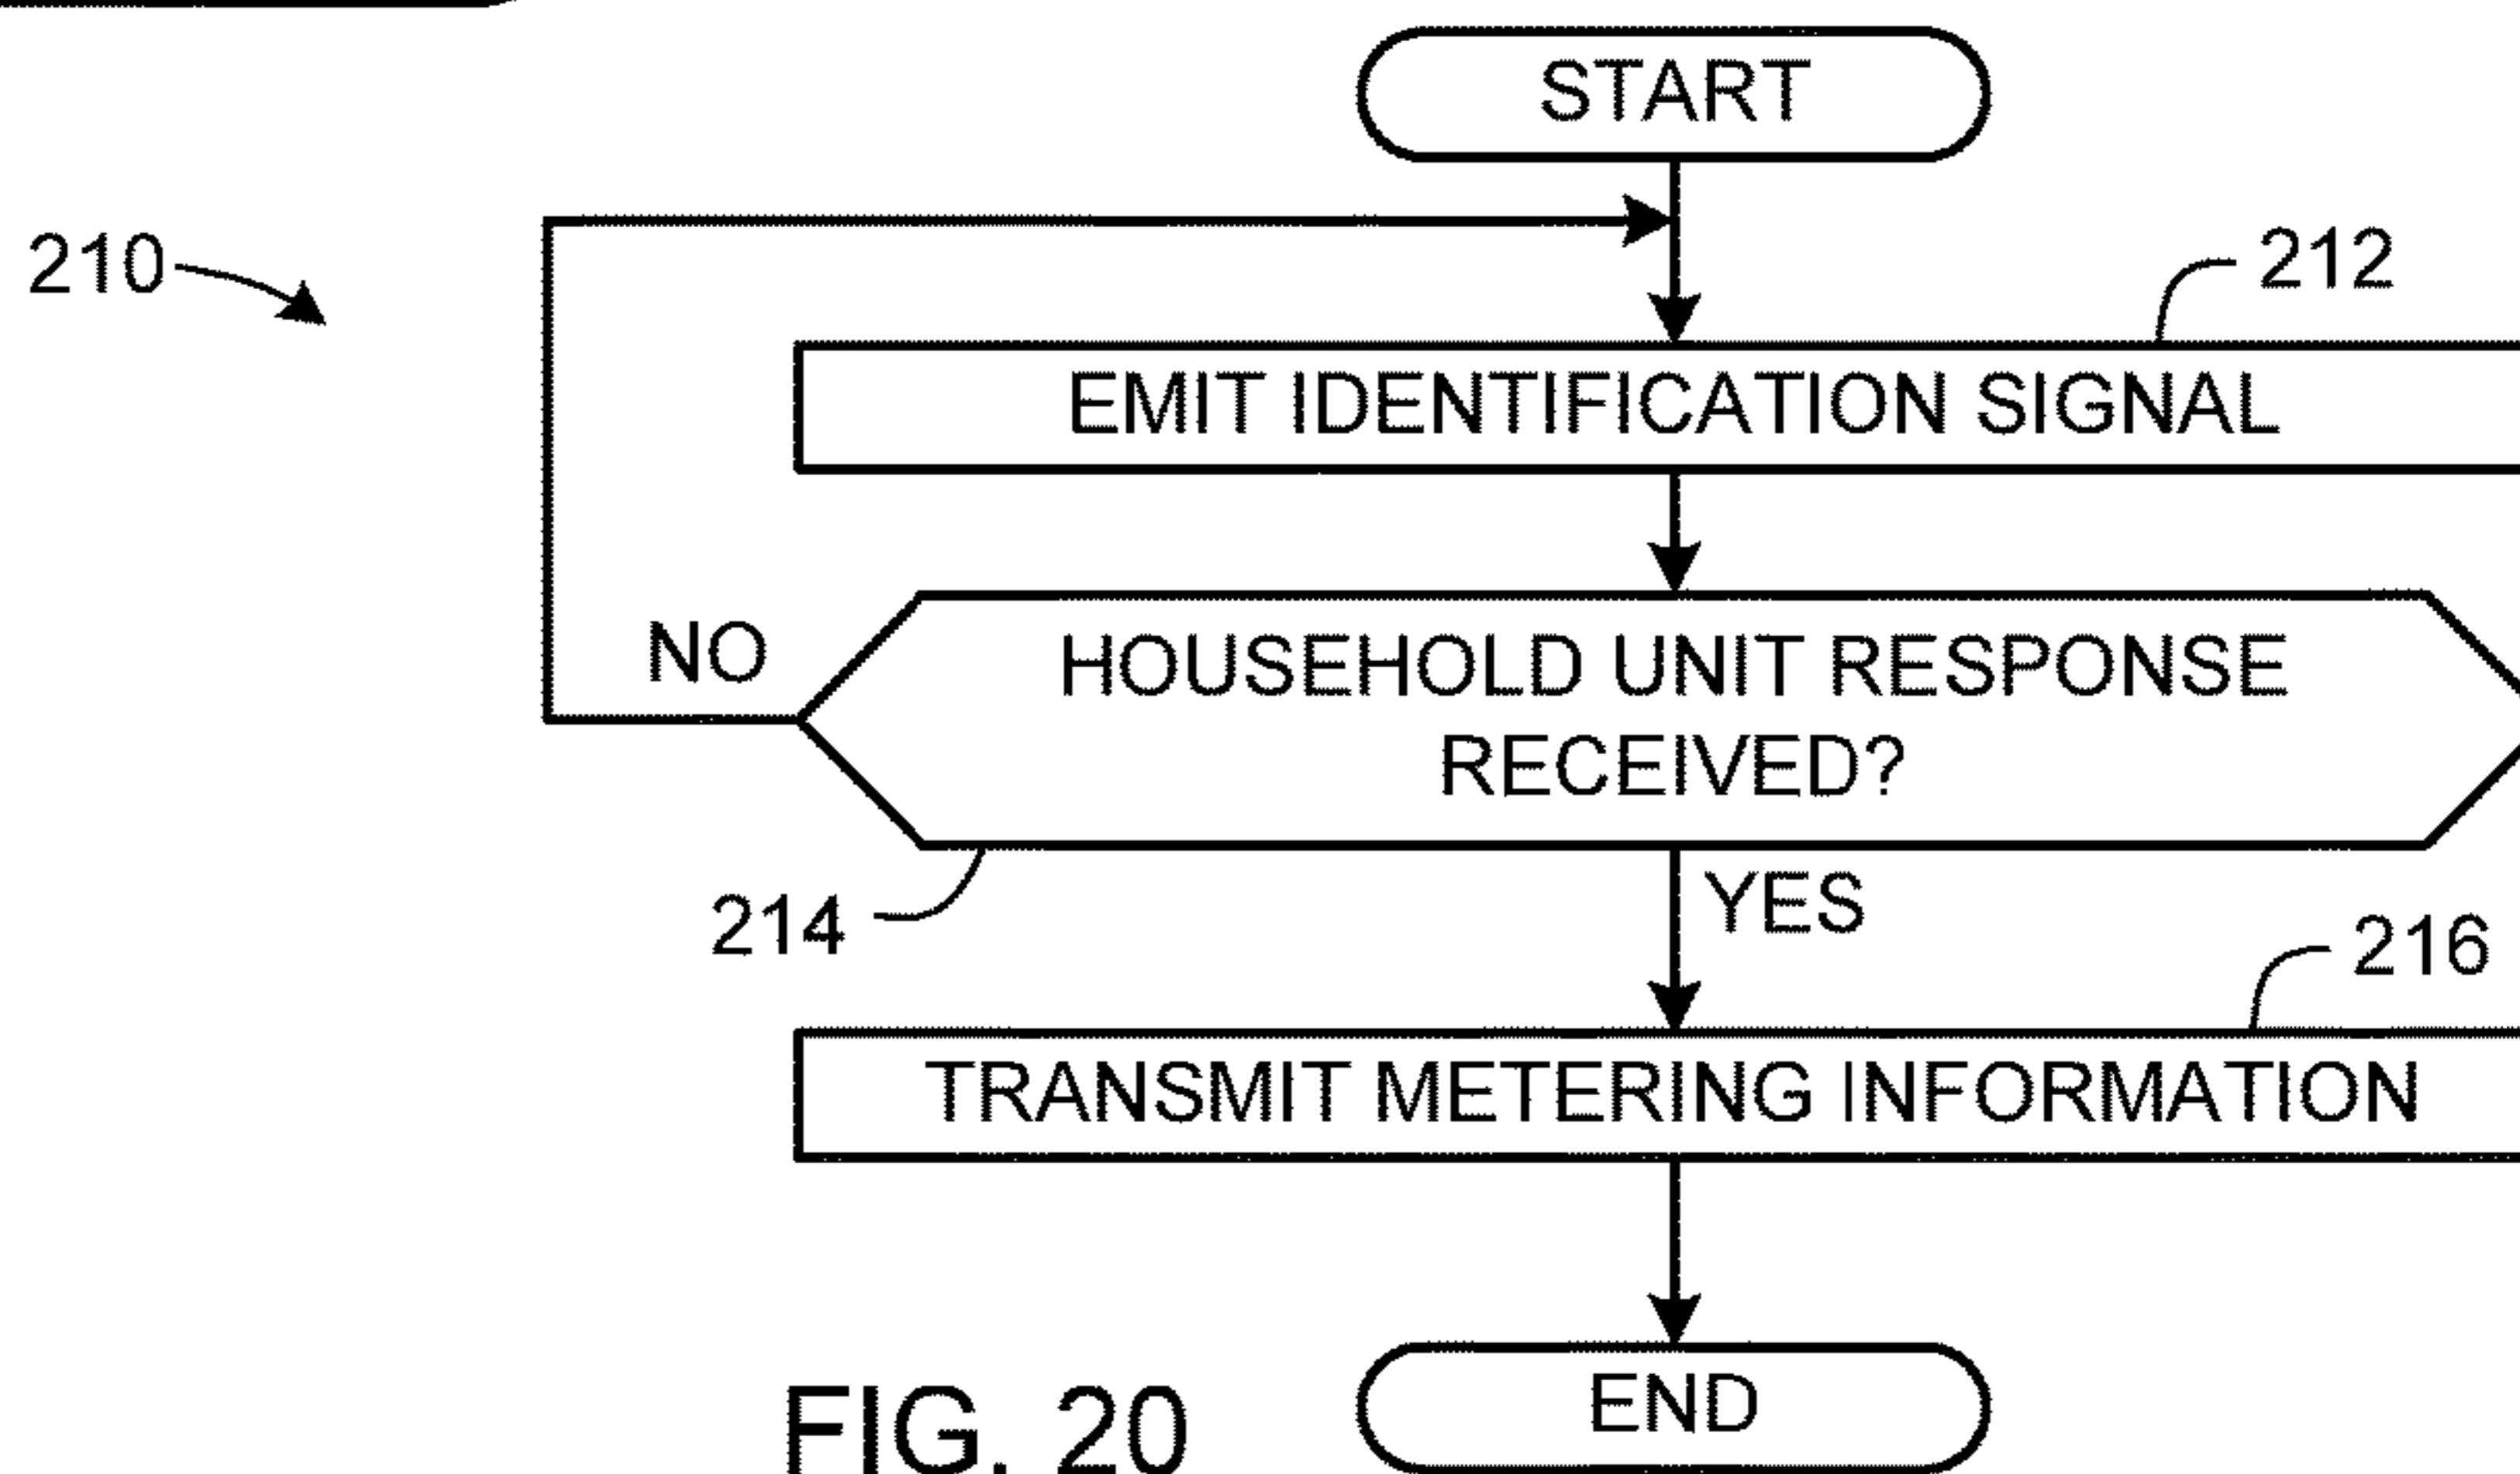 START
210
212
EMIT IDENTIFICATION SIGNAL
NO
HOUSEHOLD UNIT RESPONSE
RECEIVED?
214
YES
216
TRANSMIT METERING INFORMATION
END
FIG. 20